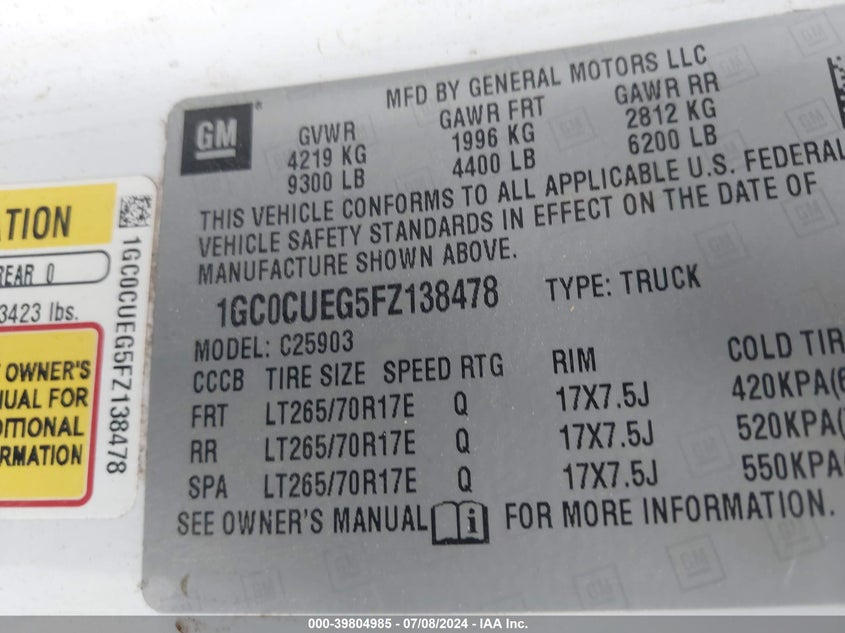 MFD BY GENERAL MOTORS LLC
GM
GVWR GAWR FRT GAWR RR
4219 KG 1996 KG 2812 KG
9300 LB 4400 LB 6200 LB
THIS VEHICLE CONFORMS TO ALL APPLICABLE U.S. FEDERAL
VEHICLE SAFETY STANDARDS IN EFFECT ON THE DATE OF
MANUFACTURE SHOWN ABOVE.
1GC0CUEG5FZ138478 TYPE: TRUCK
MODEL: C25903
CCCB TIRE SIZE SPEED RTG RIM COLD TIR
FRT LT265/70R17E Q 17X7.5J 420KPA(6
RR LT265/70R17E Q 17X7.5J 520KPA(
SPA LT265/70R17E Q 17X7.5J 550KPA(
SEE OWNER'S MANUAL i FOR MORE INFORMATION.
ATION
REAR 0
3423 lbs.
OWNER'S
UAL FOR
DITIONAL
ORMATION
1GC0CUEG5FZ138478
000-39804985 - 07/08/2024 - IAA Inc.